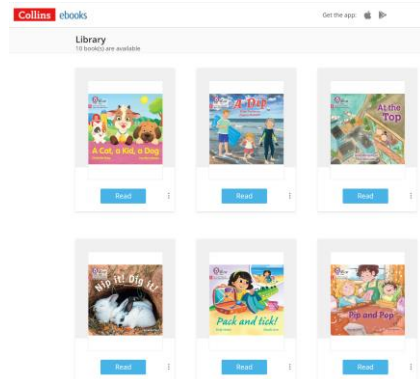 Collins ebooks
Get the app:
Library
10 book(s) are available
A Cat, a Kid, a Dog
A Dip
At the
Top
Read
Read
Read
Nip it! Dig it!
Pack and tick!
Pip and Pop
Read
Read
Read